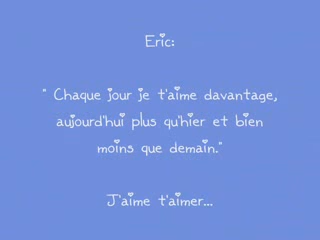 Eric:
" Chaque jour je t'aime davantage,
aujourd'hui plus qu'hier et bien
moins que demain."
J'aime t'aimer...